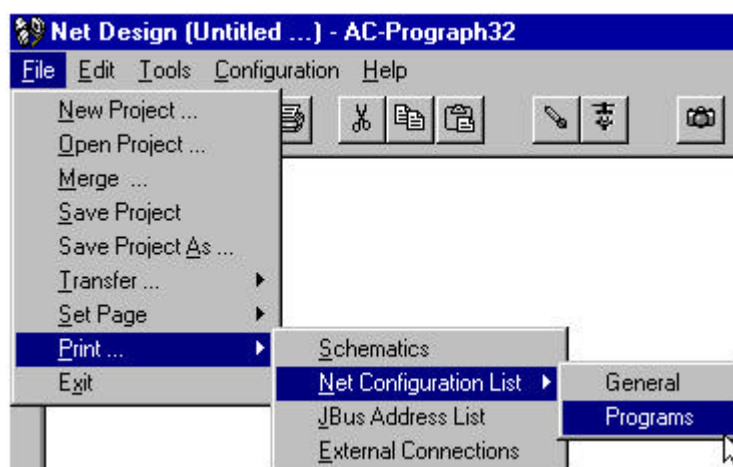 Net Design (Untitled ...) - AC-Prograph32
File Edit Tools Configuration Help
New Project ...
Open Project ...
Merge ...
Save Project
Save Project As ...
Transfer ...
Set Page
Print ...
Exit
Schematics
Net Configuration List
JBus Address List
External Connections
General
Programs